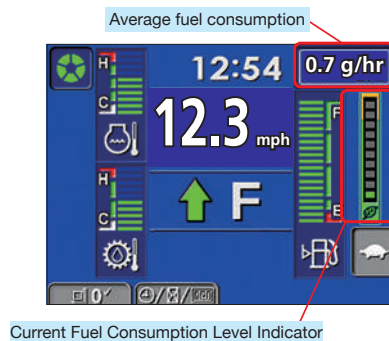 Average fuel consumption
H
12:54
0.7 g/hr
C
F
12.3 mph
H
F
C
E
0
Current Fuel Consumption Level Indicator